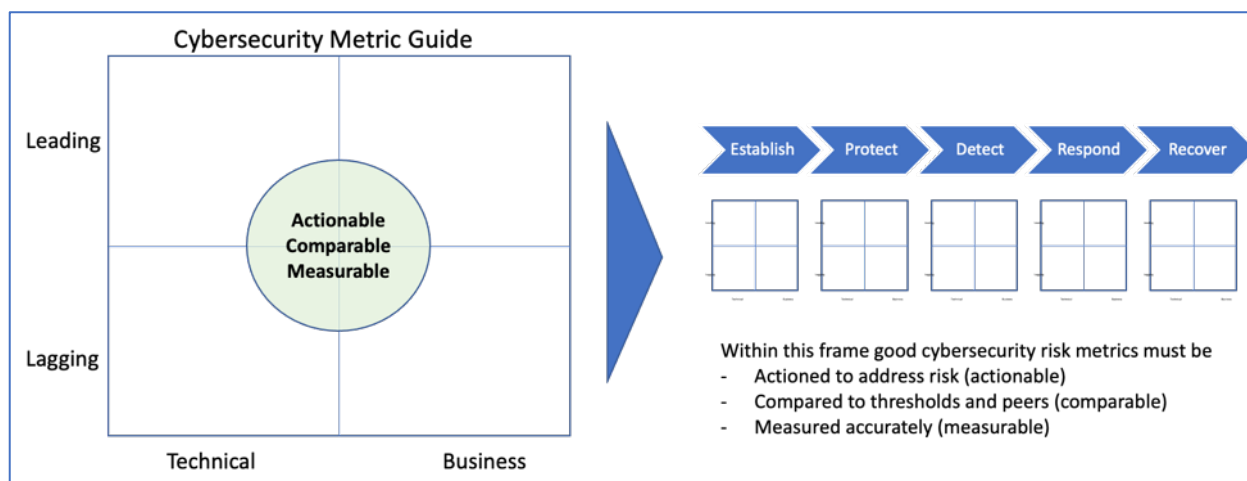 Cybersecurity Metric Guide
Leading
Actionable
Comparable
Measurable
Lagging
Technical
Business
Establish
Protect
Detect
Respond
Recover
Within this frame good cybersecurity risk metrics must be
- Actioned to address risk (actionable)
- Compared to thresholds and peers (comparable)
- Measured accurately (measurable)